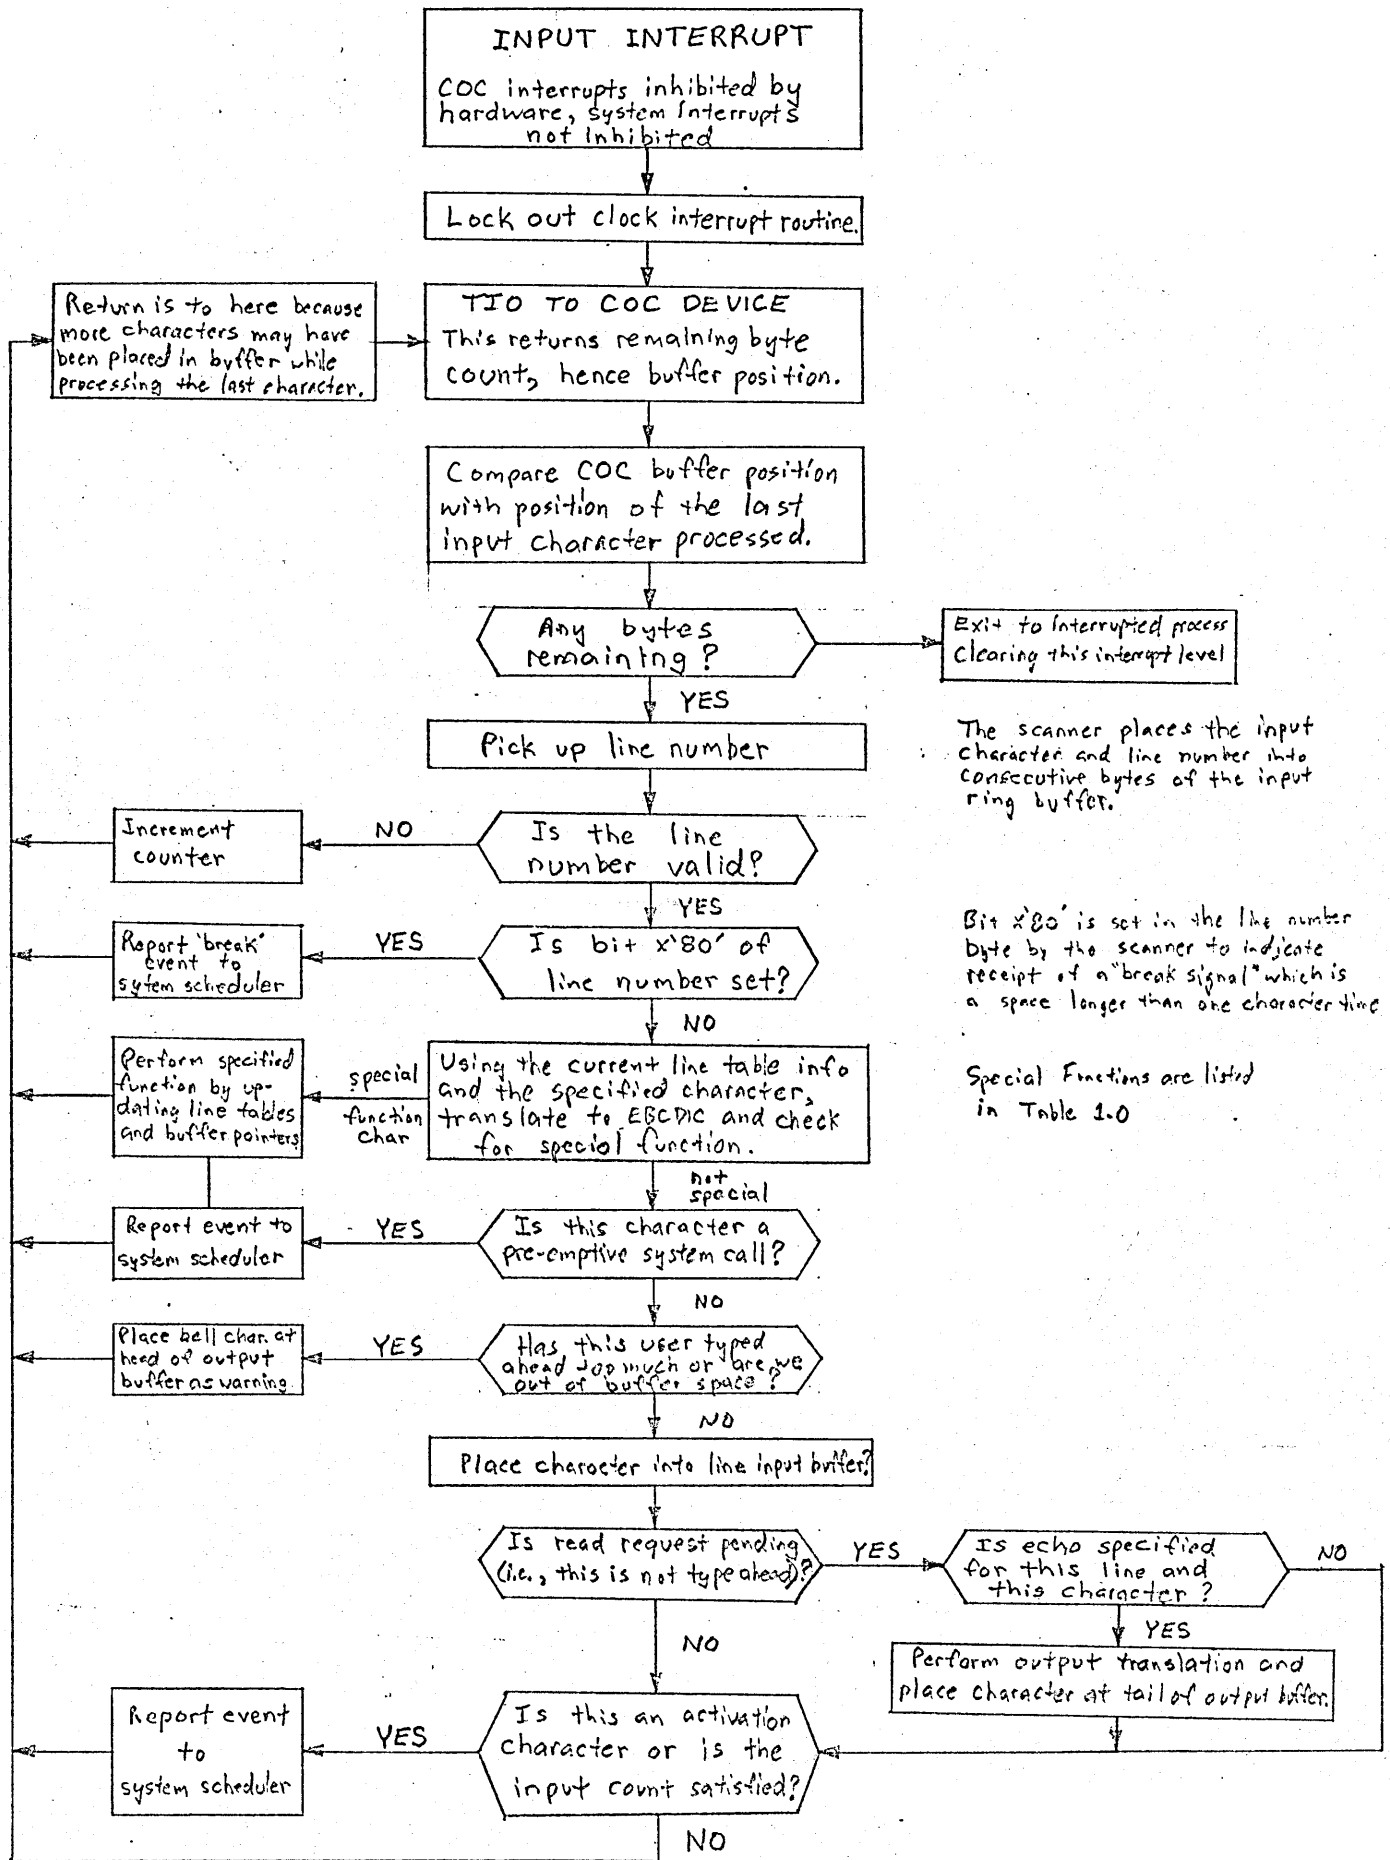 INPUT INTERRUPT
COC interrupts inhibited by
hardware, system Interrupts
not Inhibited
Lock out clock interrupt routine.
Return is to here because
more characters may have
been placed in buffer while
processing the last character.
TIO TO COC DEVICE
This returns remaining byte
count, hence buffer position.
Compare COC buffer position
with position of the last
input character processed.
Any bytes
remaining?
Exit to Interrupted process
Clearing this interrupt level
YES
Pick up line number
The scanner places the input
Character and line number into
Consecutive bytes of the input
ring buffer.
Increment
counter
NO
Is the line
number valid?
YES
Report 'break'
event to
sytem scheduler
YES
Is bit x'80' of
line number set?
Bit x'80' is set in the line number
byte by the scanner to indicate
receipt of a "break signal" which is
a space longer than one character time
NO
Perform specified
function by up-
dating line tables
and buffer pointers
special
function
char
Using the current line table info
and the specified character,
translate to EBCDIC and check
for special function.
Special Functions are listed
in Table 1.0
not
special
Report event to
system scheduler
YES
Is this character a
pre-emptive system call?
NO
Place bell char. at
head of output
buffer as warning.
YES
Has this user typed
ahead too much or are we
out of buffer space?
NO
Place character into line input buffer?
Is read request pending
(i.e., this is not type ahead)?
YES
Is echo specified
for this line and
this character?
NO
YES
NO
Perform output translation and
place character at tail of output buffer.
Report event
to
system scheduler
YES
Is this an activation
character or is the
input count satisfied?
NO